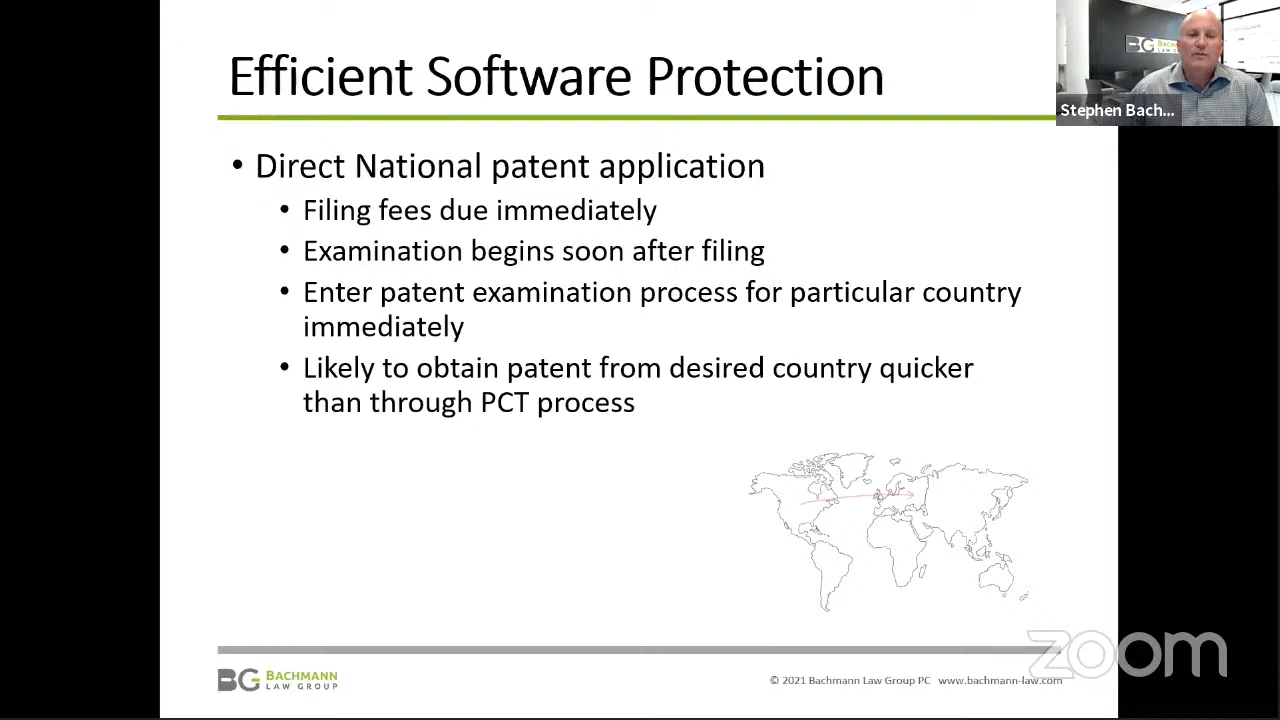 Efficient Software Protection
Stephen Bach...
• Direct National patent application
• Filing fees due immediately
• Examination begins soon after filing
• Enter patent examination process for particular country
immediately
• Likely to obtain patent from desired country quicker
than through PCT process
zoom
BG BACHMANN
LAW GROUP
© 2021 Bachmann Law Group PC www.bachmann-law.com